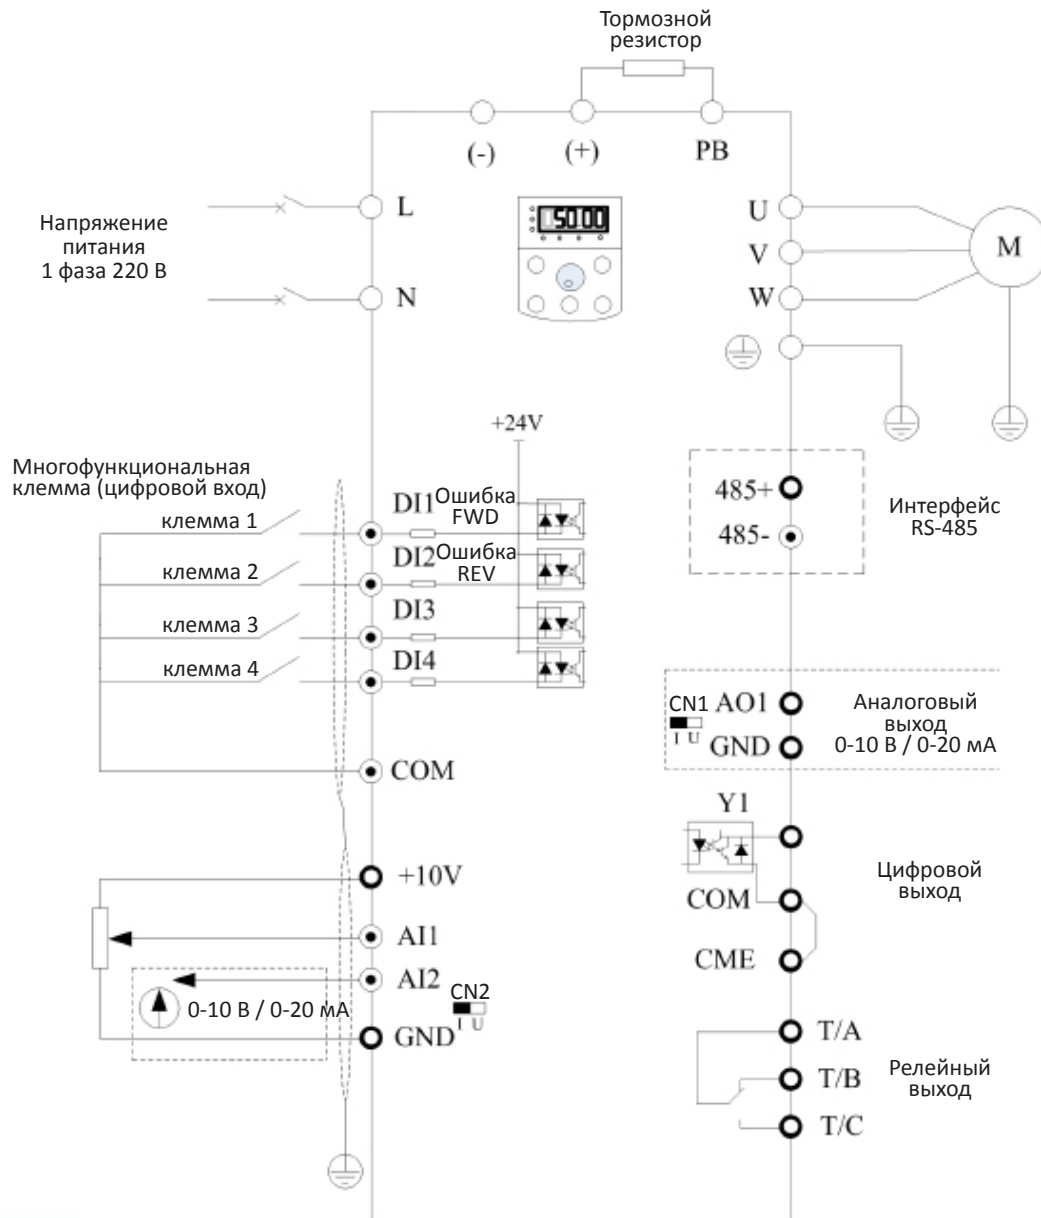 Тормозной
резистор
(-)
(+)
PB
Напряжение
питания
1 фаза 220 В
L
N
5000
U
V
W
M
+24V
Многофункциональная
клемма (цифровой вход)
клемма 1
DI1 Ошибка
FWD
клемма 2
DI2 Ошибка
REV
клемма 3
DI3
клемма 4
DI4
COM
485+
485-
Интерфейс
RS-485
CN1
I U
AO1
GND
Аналоговый
выход
0-10 В / 0-20 мА
Y1
COM
CME
Цифровой
выход
+10V
AI1
AI2
0-10 В / 0-20 мА
CN2
I U
GND
T/A
T/B
T/C
Релейный
выход